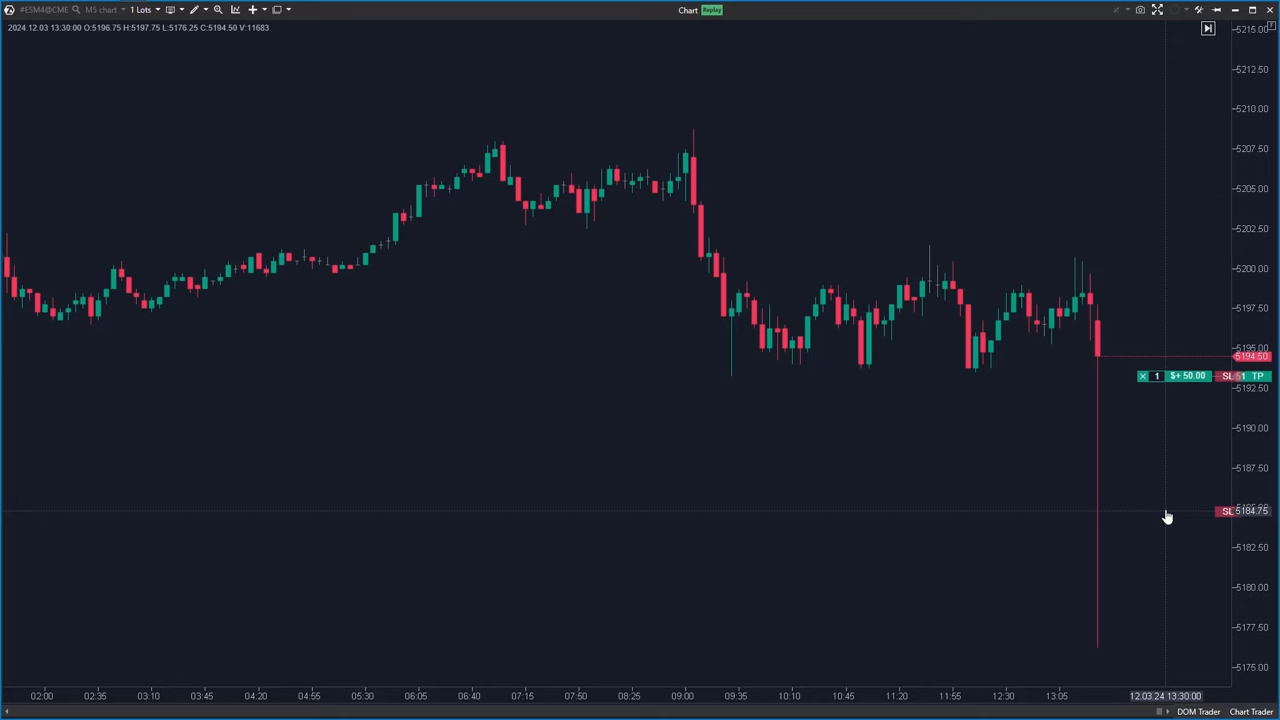 #ESM4@CME M5 chart 1 Lots Chart Replay
2024.12.03 13:30:00 O:5196.75 H:5197.75 L:5176.25 C:5194.50 V:11683
5215.00
5212.50
5210.00
5207.50
5205.00
5202.50
5200.00
5197.50
5195.00
5194.50
1 $+ 50.00 SL TP
5192.50
5190.00
5187.50
SL 5184.75
5182.50
5180.00
5177.50
5175.00
02:00 02:35 03:10 03:45 04:20 04:55 05:30 06:05 06:40 07:15 07:50 08:25 09:00 09:35 10:10 10:45 11:20 11:55 12:30 13:05 12.03.24 13:30:00
DOM Trader Chart Trader